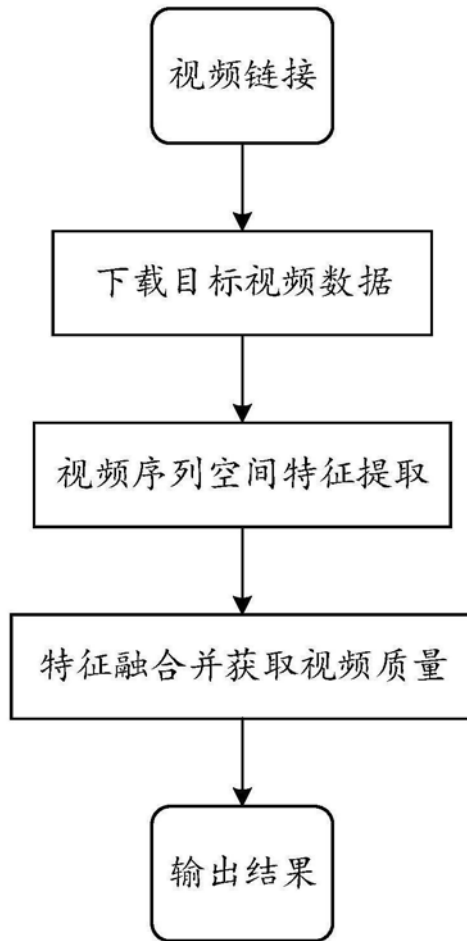 视频链接
下载目标视频数据
视频序列空间特征提取
特征融合并获取视频质量
输出结果